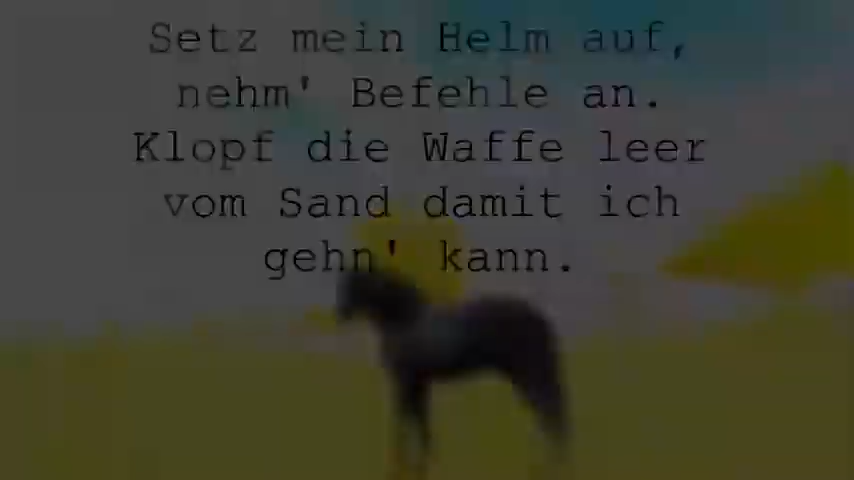 Setz mein Helm auf,
nehm' Befehle an.
Klopf die Waffe leer
vom Sand damit ich
gehn' kann.